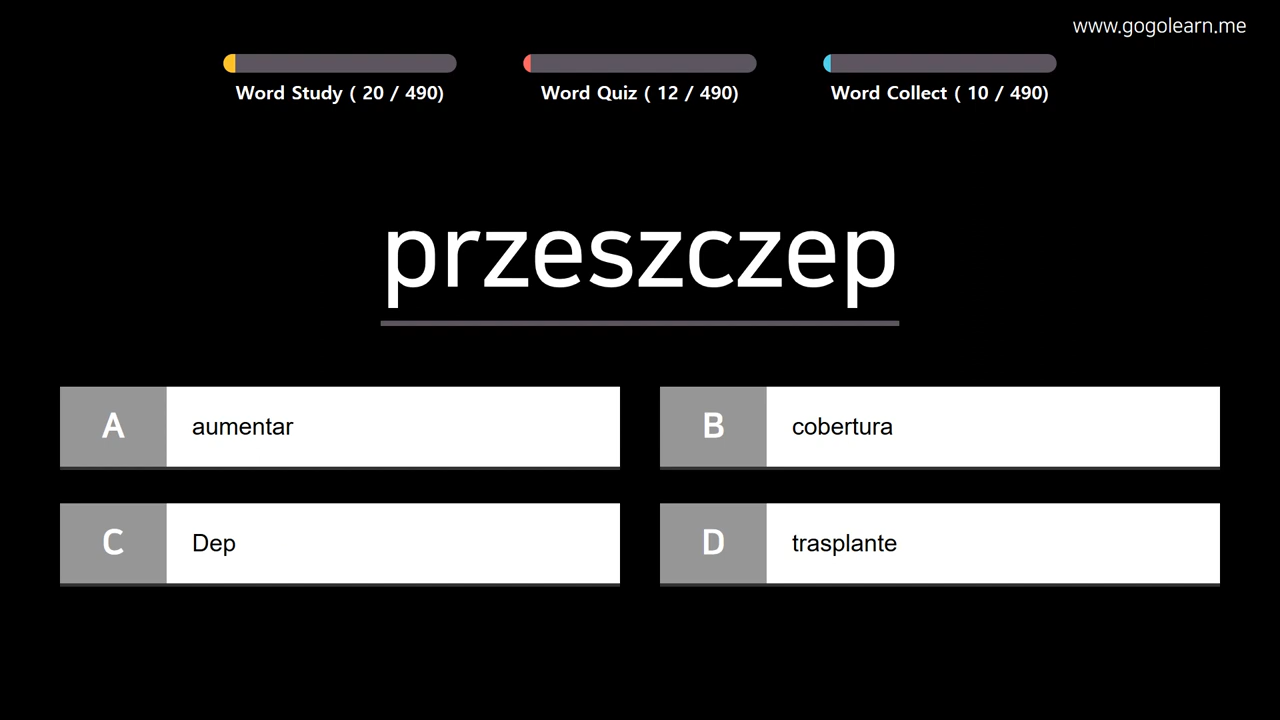 www.gogolearn.me
Word Study ( 20 / 490)
Word Quiz ( 12 / 490)
Word Collect ( 10 / 490)
przeszczep
A aumentar
B cobertura
C Dep
D trasplante